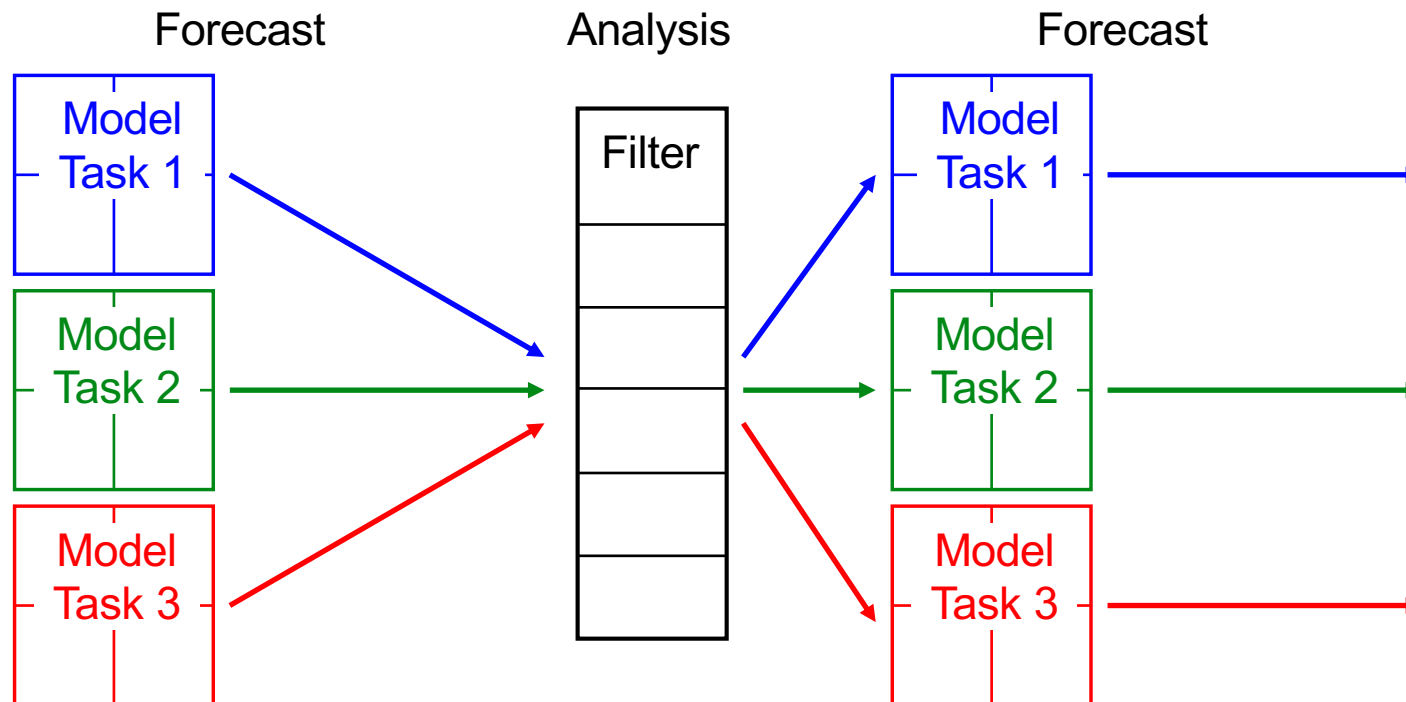 Forecast
Analysis
Forecast
Model
Task 1
Model
Task 2
Model
Task 3
Filter
Model
Task 1
Model
Task 2
Model
Task 3